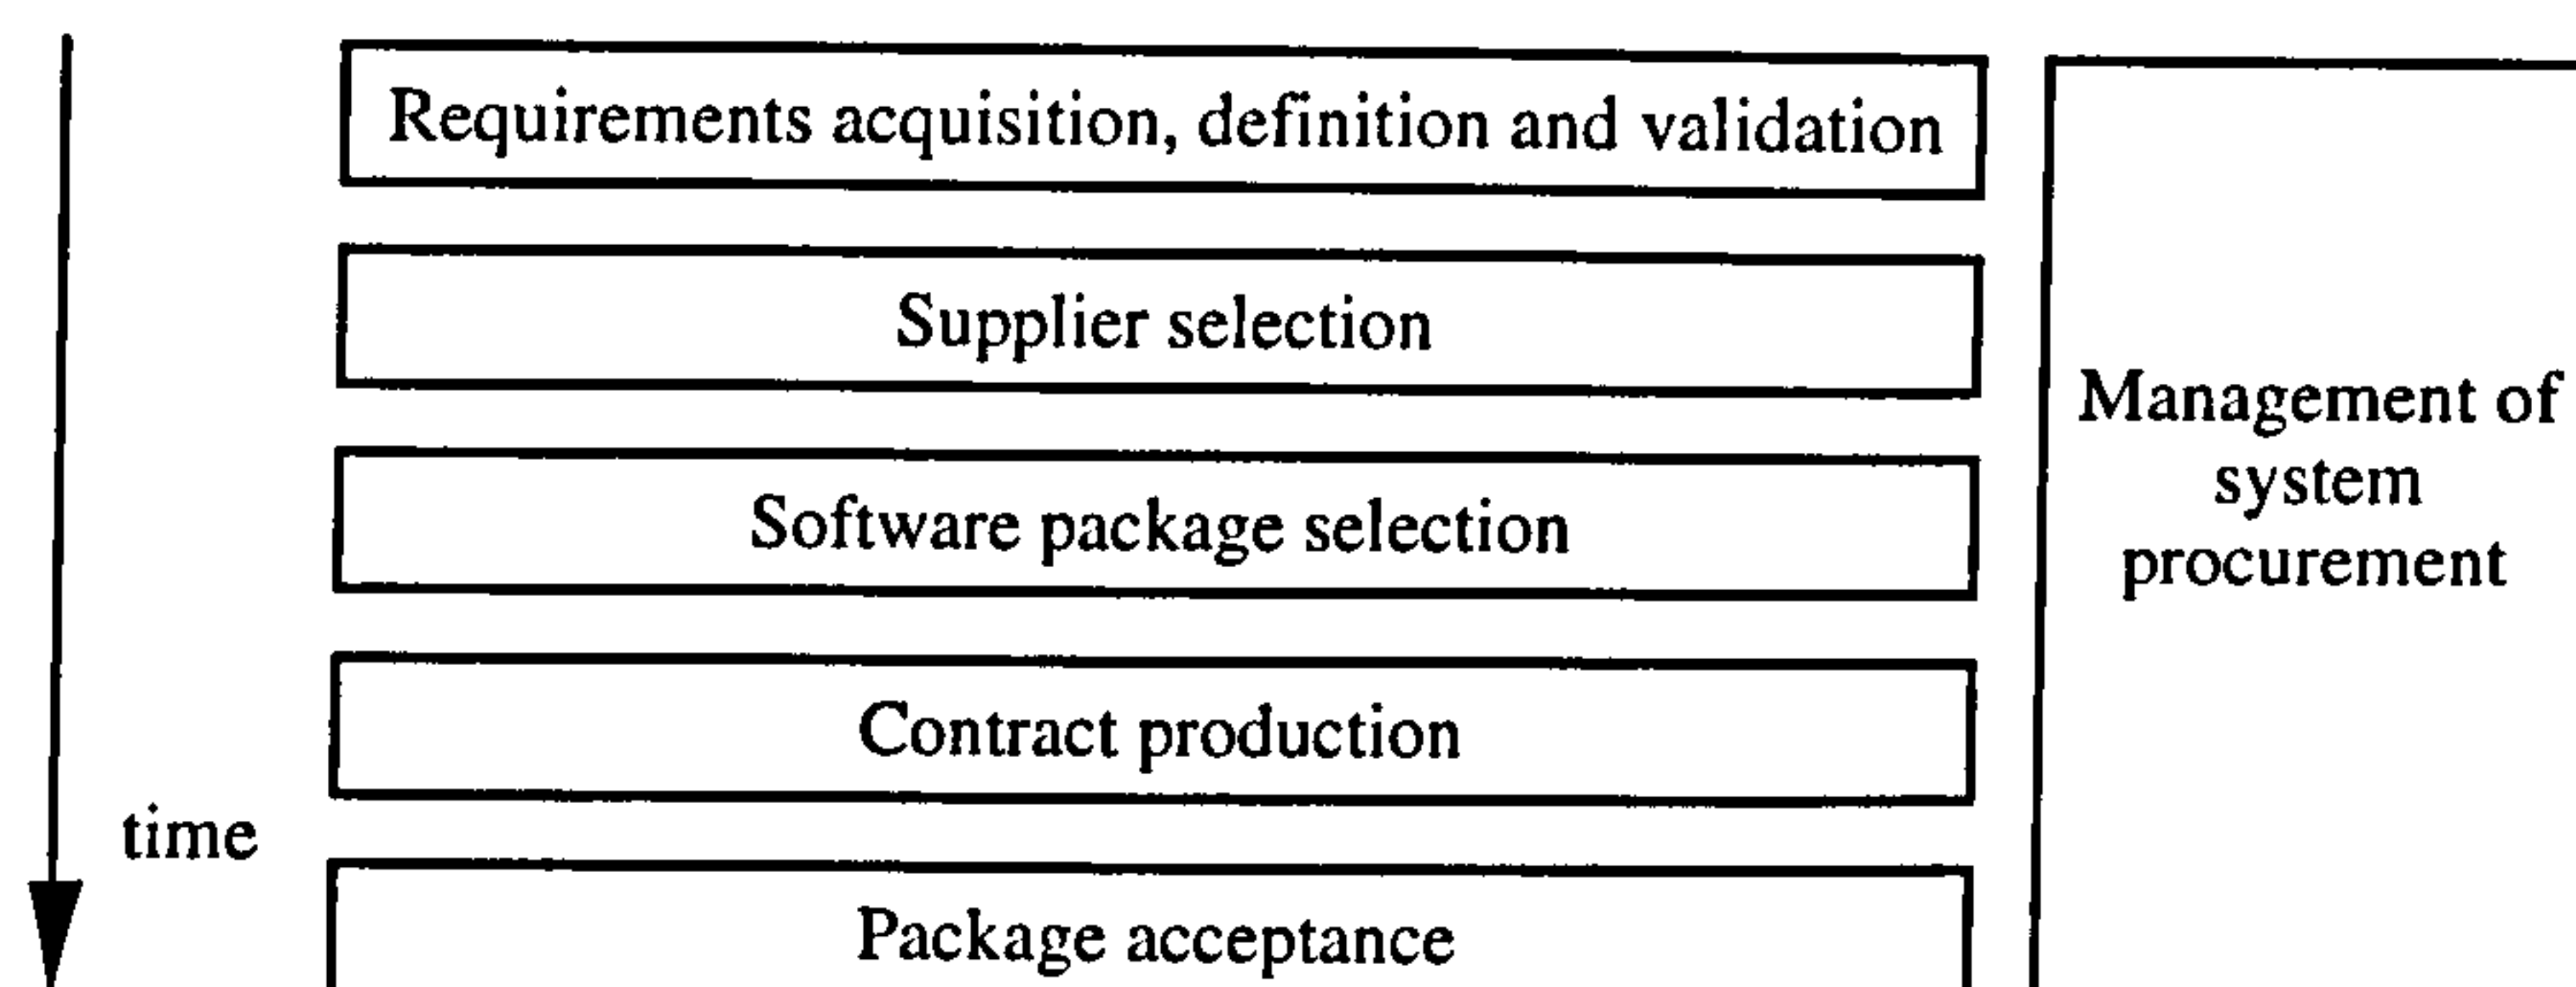 Requirements acquisition, definition and validation
Supplier selection
Software package selection
Contract production
Package acceptance
time
Management of
system
procurement